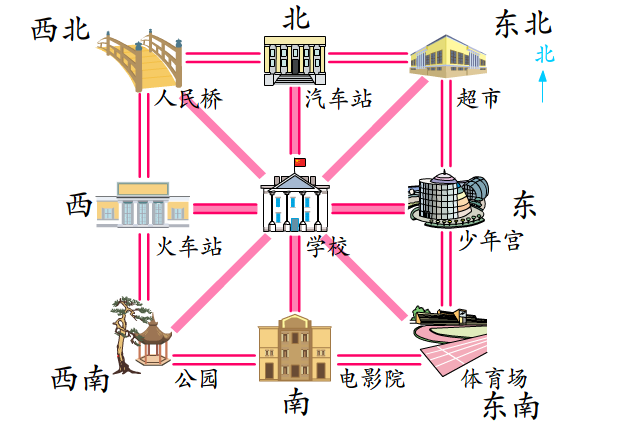 西北
北
东北
北
人民桥
汽车站
超市
西
东
火车站
学校
少年宫
西南
公园
南
电影院
体育场
东南